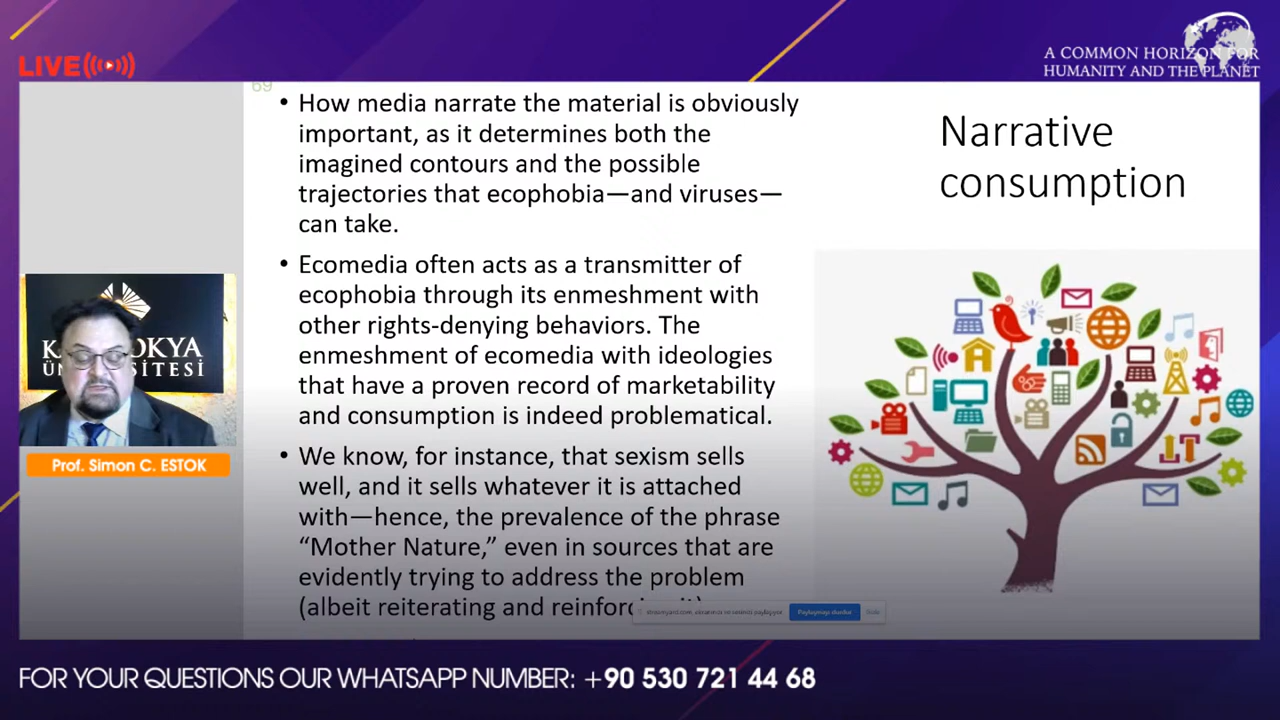 LIVE
A COMMON HORIZON FOR
HUMANITY AND THE PLANET
69
• How media narrate the material is obviously
important, as it determines both the
imagined contours and the possible
trajectories that ecophobia—and viruses—
can take.
• Ecomedia often acts as a transmitter of
ecophobia through its enmeshment with
other rights-denying behaviors. The
enmeshment of ecomedia with ideologies
that have a proven record of marketability
and consumption is indeed problematical.
• We know, for instance, that sexism sells
well, and it sells whatever it is attached
with—hence, the prevalence of the phrase
“Mother Nature,” even in sources that are
evidently trying to address the problem
(albeit reiterating and
Narrative
consumption
Prof. Simon C. ESTOK
Paylaşmayı durdur
FOR YOUR QUESTIONS OUR WHATSAPP NUMBER: +90 530 721 44 68